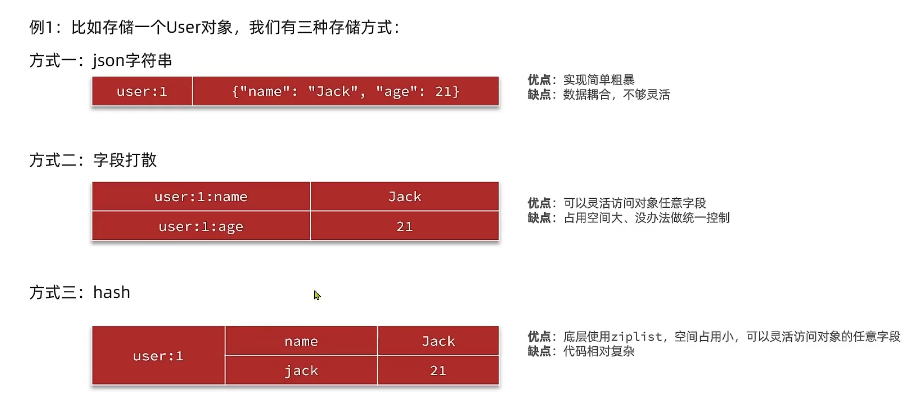 例1：比如存储一个User对象，我们有三种存储方式：
方式一：json字符串
user:1 {"name": "Jack", "age": 21}
优点：实现简单粗暴
缺点：数据耦合，不够灵活
方式二：字段打散
user:1:name Jack
user:1:age 21
优点：可以灵活访问对象任意字段
缺点：占用空间大、没办法做统一控制
方式三：hash
user:1 name Jack
jack 21
优点：底层使用ziplist，空间占用小，可以灵活访问对象的任意字段
缺点：代码相对复杂